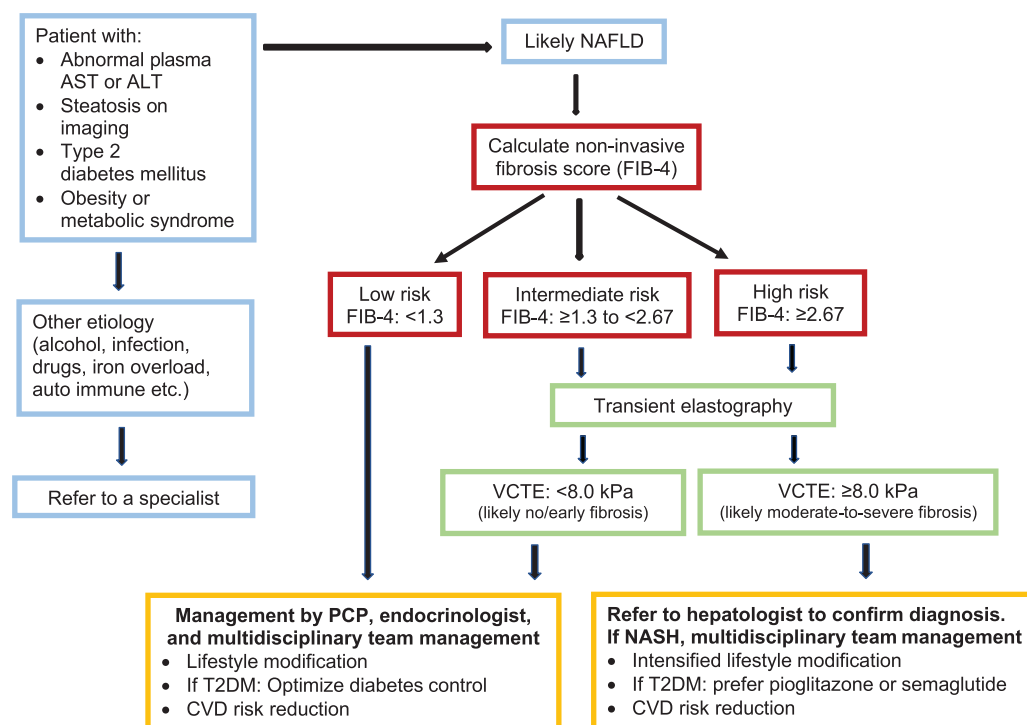 Patient with:
• Abnormal plasma
AST or ALT
• Steatosis on
imaging
• Type 2
diabetes mellitus
• Obesity or
metabolic syndrome
Likely NAFLD
Calculate non-invasive
fibrosis score (FIB-4)
Low risk
FIB-4: <1.3
Intermediate risk
FIB-4: ≥1.3 to <2.67
High risk
FIB-4: ≥2.67
Other etiology
(alcohol, infection,
drugs, iron overload,
auto immune etc.)
Transient elastography
Refer to a specialist
VCTE: <8.0 kPa
(likely no/early fibrosis)
VCTE: ≥8.0 kPa
(likely moderate-to-severe fibrosis)
Management by PCP, endocrinologist,
and multidisciplinary team management
• Lifestyle modification
• If T2DM: Optimize diabetes control
• CVD risk reduction
Refer to hepatologist to confirm diagnosis.
If NASH, multidisciplinary team management
• Intensified lifestyle modification
• If T2DM: prefer pioglitazone or semaglutide
• CVD risk reduction